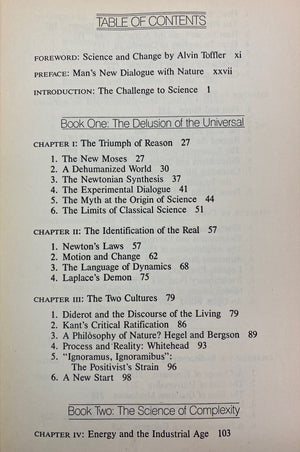 TABLE OF CONTENTS
FOREWORD: Science and Change by Alvin Toffler xi
PREFACE: Man's New Dialogue with Nature xxvii
INTRODUCTION: The Challenge to Science 1
Book One: The Delusion of the Universal
CHAPTER I: The Triumph of Reason 27
1. The New Moses 27
2. A Dehumanized World 30
3. The Newtonian Synthesis 37
4. The Experimental Dialogue 41
5. The Myth at the Origin of Science 44
6. The Limits of Classical Science 51
CHAPTER II: The Identification of the Real 57
1. Newton's Laws 57
2. Motion and Change 62
3. The Language of Dynamics 68
4. Laplace's Demon 75
CHAPTER III: The Two Cultures 79
1. Diderot and the Discourse of the Living 79
2. Kant's Critical Ratification 86
3. A Philosophy of Nature? Hegel and Bergson 89
4. Process and Reality: Whitehead 93
5. "Ignoramus, Ignoramibus":
The Positivist's Strain 96
6. A New Start 98
Book Two: The Science of Complexity
CHAPTER IV: Energy and the Industrial Age 103